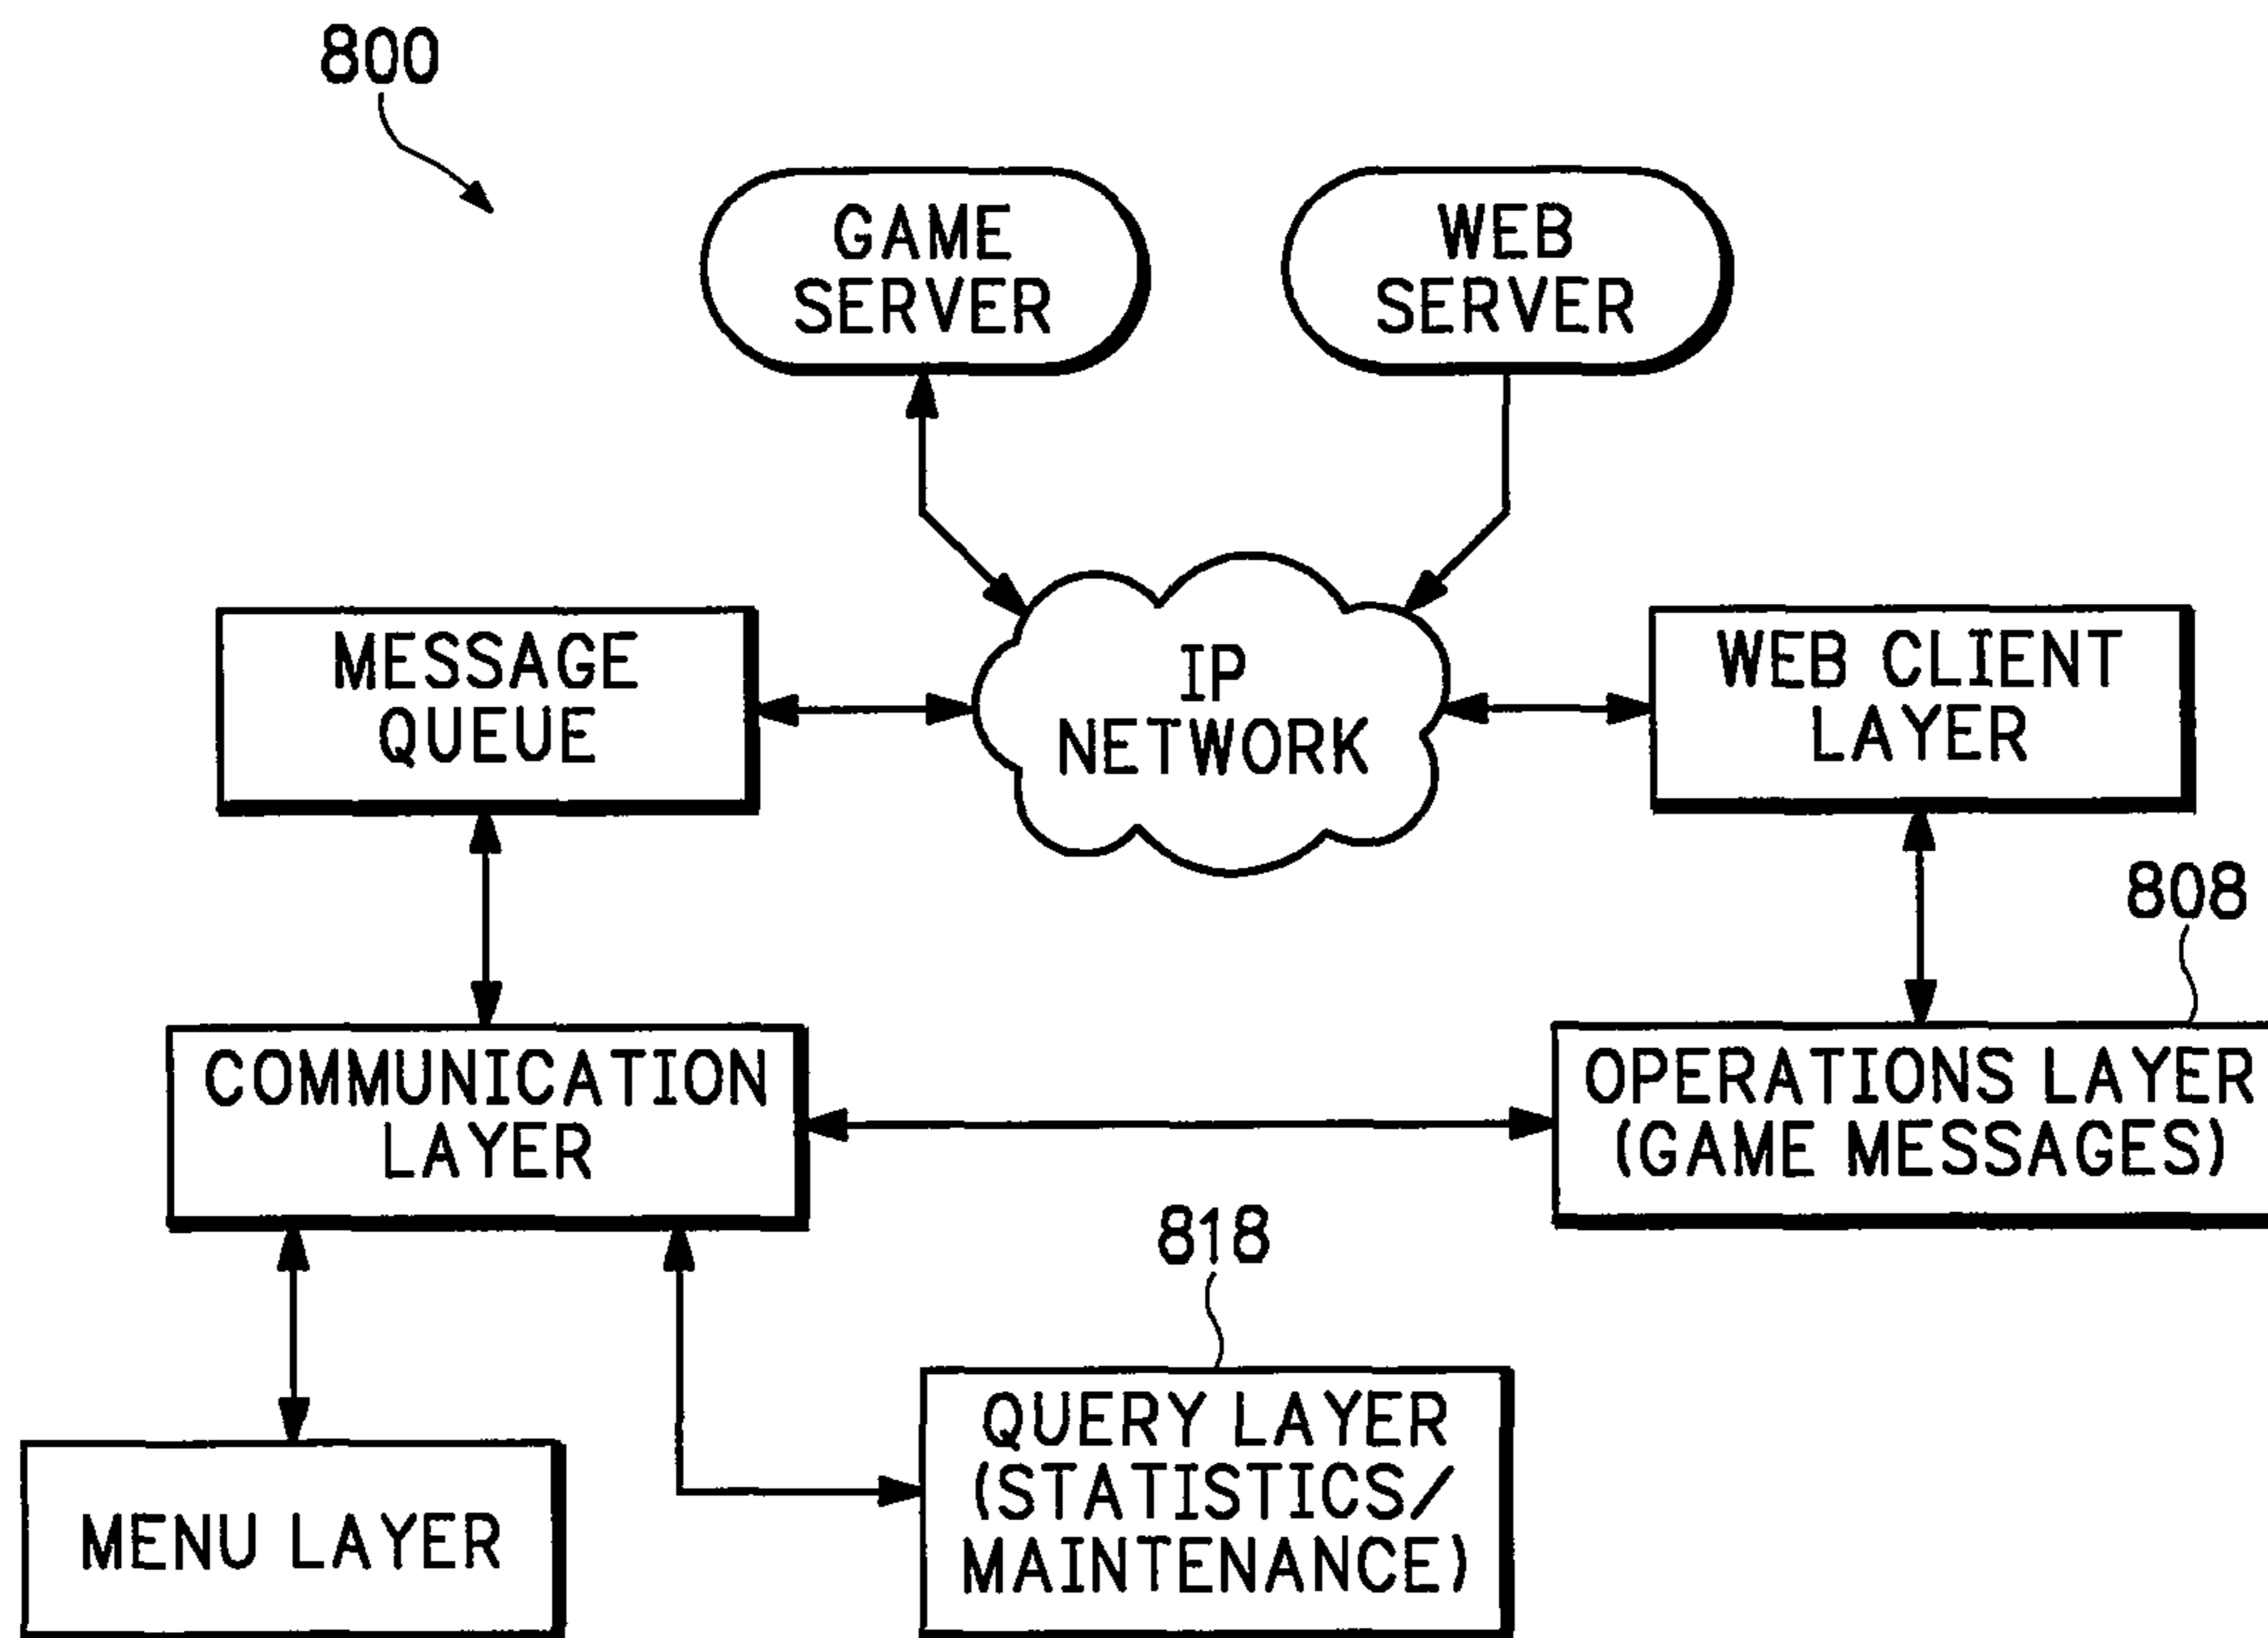 800
GAME
SERVER
WEB
SERVER
MESSAGE
QUEUE
IP
NETWORK
WEB CLIENT
LAYER
808
COMMUNICATION
LAYER
OPERATIONS LAYER
(GAME MESSAGES)
818
MENU LAYER
QUERY LAYER
(STATISTICS/
MAINTENANCE)